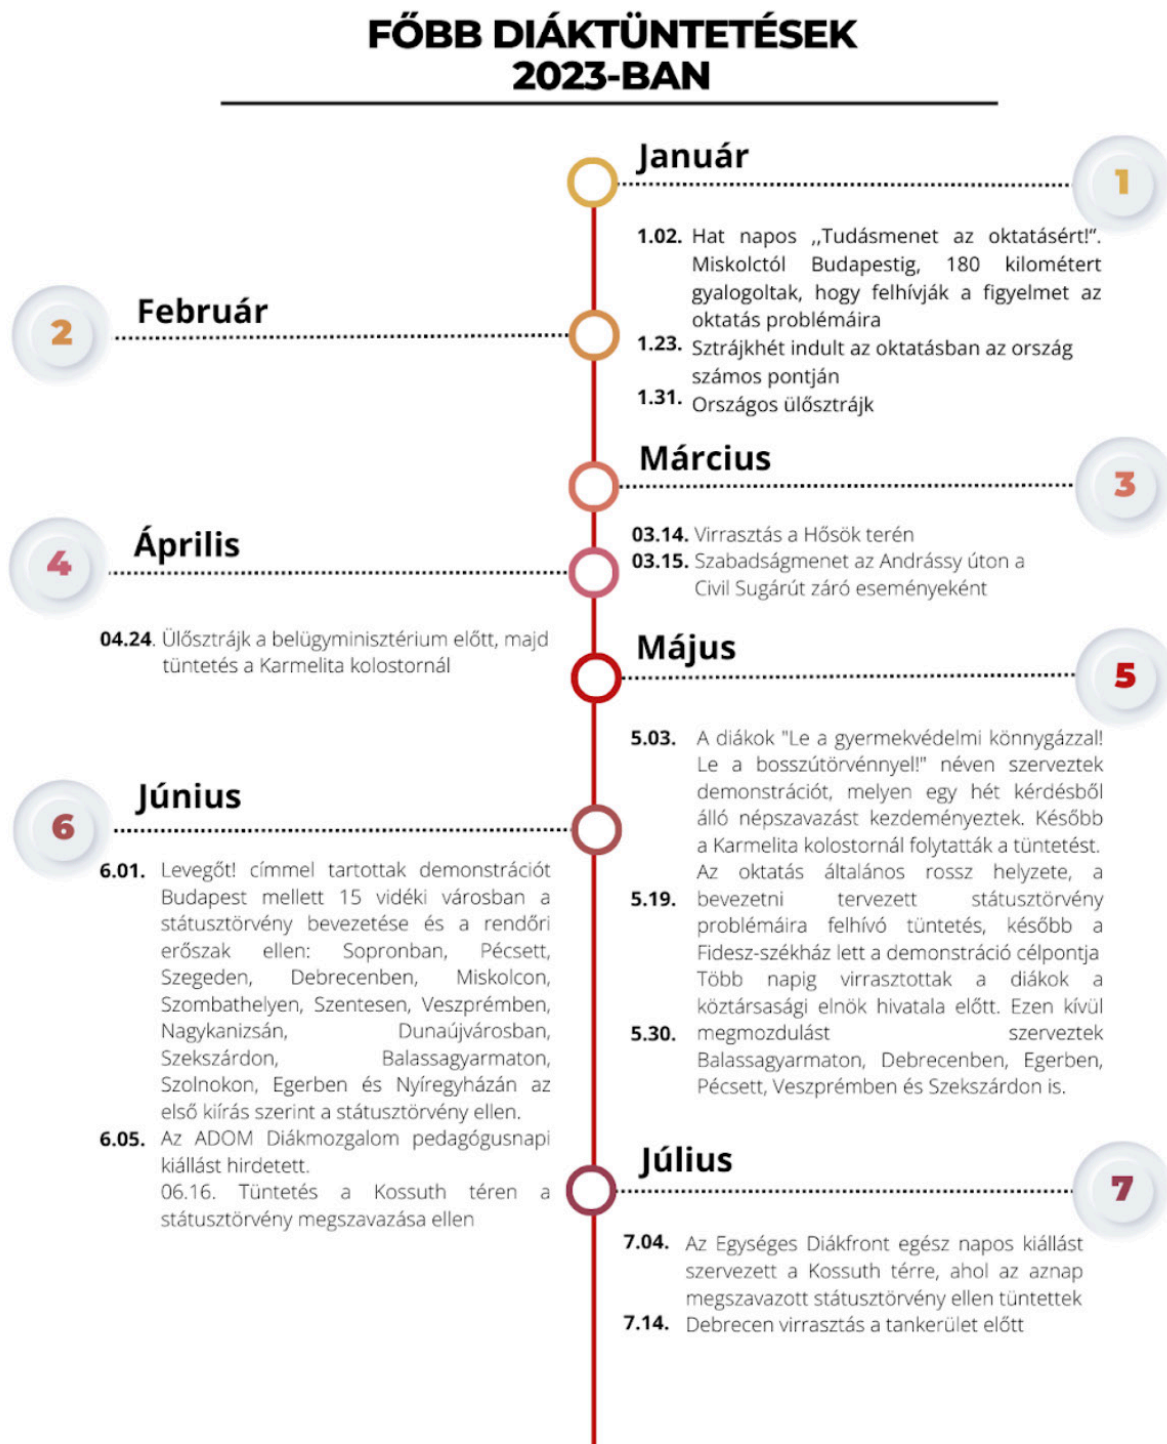 FŐBB DIÁKTÜNTETÉSEK
2023-BAN
Január
1
1.02. Hat napos ,,Tudásmenet az oktatásért!“.
Miskolctól Budapestig, 180 kilométert
gyalogoltak, hogy felhívják a figyelmet az
oktatás problémáira
1.23. Sztrájkhét indult az oktatásban az ország
számos pontján
1.31. Országos ülősztrájk
2
Február
Március
3
03.14. Virrasztás a Hősök terén
03.15. Szabadságmenet az Andrássy úton a
Civil Sugárút záró eseményeként
4
Április
04.24. Ülősztrájk a belügyminisztérium előtt, majd
tüntetés a Karmelita kolostornál
Május
5
5.03. A diákok "Le a gyermekvédelmi könnygázzal!
Le a bosszútörvénnyel!" néven szerveztek
demonstrációt, melyen egy hét kérdésből
álló népszavazást kezdeményeztek. Később
a Karmelita kolostornál folytatták a tüntetést.
Az oktatás általános rossz helyzete, a
5.19. bevezetni tervezett státusztörvény
problémáira felhívó tüntetés, később a
Fidesz-székház lett a demonstráció célpontja
Több napig virrasztottak a diákok a
köztársasági elnök hivatala előtt. Ezen kívül
5.30. megmozdulást szerveztek
Balassagyarmaton, Debrecenben, Egerben,
Pécsett, Veszprémben és Szekszárdon is.
6
Június
6.01. Levegőt! címmel tartottak demonstrációt
Budapest mellett 15 vidéki városban a
státusztörvény bevezetése és a rendőri
erőszak ellen: Sopronban, Pécsett,
Szegeden, Debrecenben, Miskolcon,
Szombathelyen, Szentesen, Veszprémben,
Nagykanizsán, Dunaújvárosban,
Szekszárdon, Balassagyarmaton,
Szolnokon, Egerben és Nyíregyházán az
első kiírás szerint a státusztörvény ellen.
6.05. Az ADOM Diákmozgalom pedagógusnapi
kiállást hirdetett.
06.16. Tüntetés a Kossuth téren a
státusztörvény megszavazása ellen
Július
7
7.04. Az Egységes Diákfront egész napos kiállást
szervezett a Kossuth térre, ahol az aznap
megszavazott státusztörvény ellen tüntettek
7.14. Debrecen virrasztás a tankerület előtt